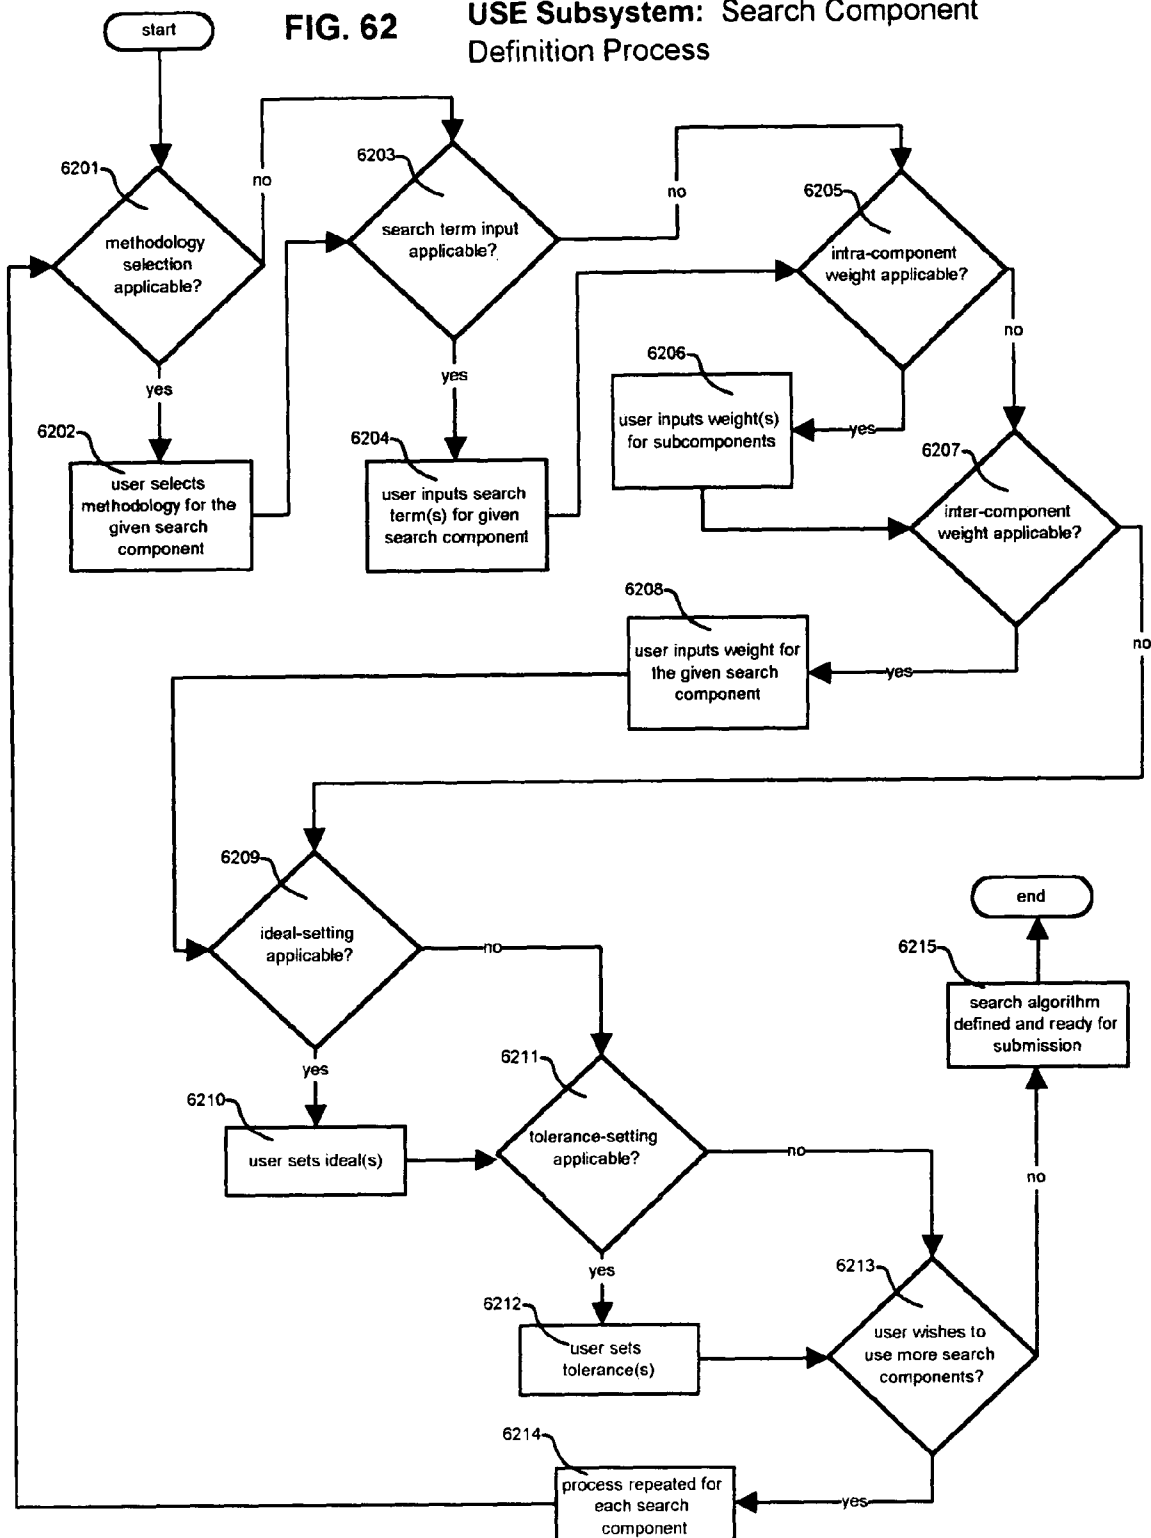 start
FIG. 62
USE Subsystem: Search Component
Definition Process
6201
methodology
selection
applicable?
no
yes
6202
user selects
methodology for the
given search
component
6203
search term input
applicable?
no
yes
6204
user inputs search
term(s) for given
search component
6205
intra-component
weight applicable?
no
yes
6206
user inputs weight(s)
for subcomponents
6207
inter-component
weight applicable?
no
yes
6208
user inputs weight for
the given search
component
6209
ideal-setting
applicable?
no
yes
6210
user sets ideal(s)
6211
tolerance-setting
applicable?
no
yes
6212
user sets
tolerance(s)
6213
user wishes to
use more search
components?
no
yes
6214
process repeated for
each search
component
6215
search algorithm
defined and ready for
submission
end